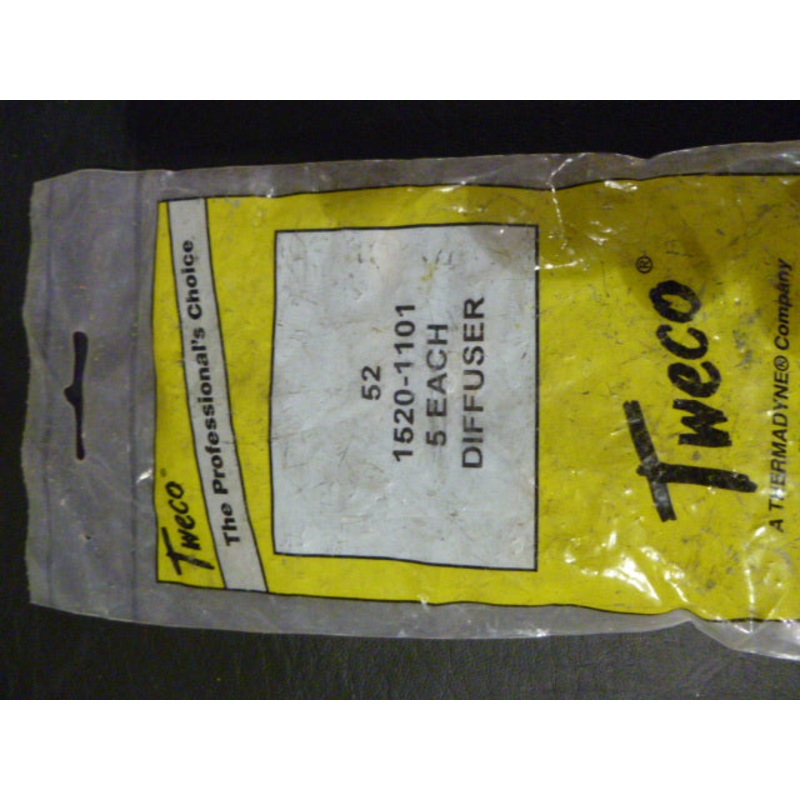 Tweco®
The Professional's Choice
52
1520-1101
5 EACH
DIFFUSER
Tweco®
A THERMADYNE® Company